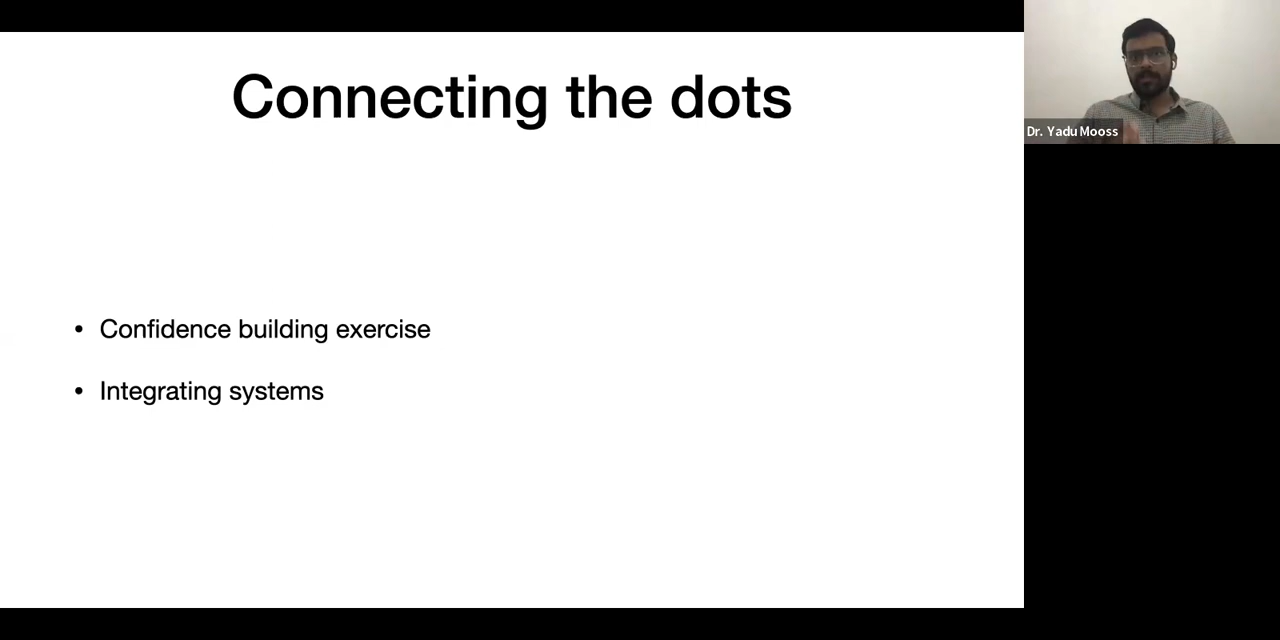 Connecting the dots
Dr. Yadu Mooss
• Confidence building exercise
• Integrating systems